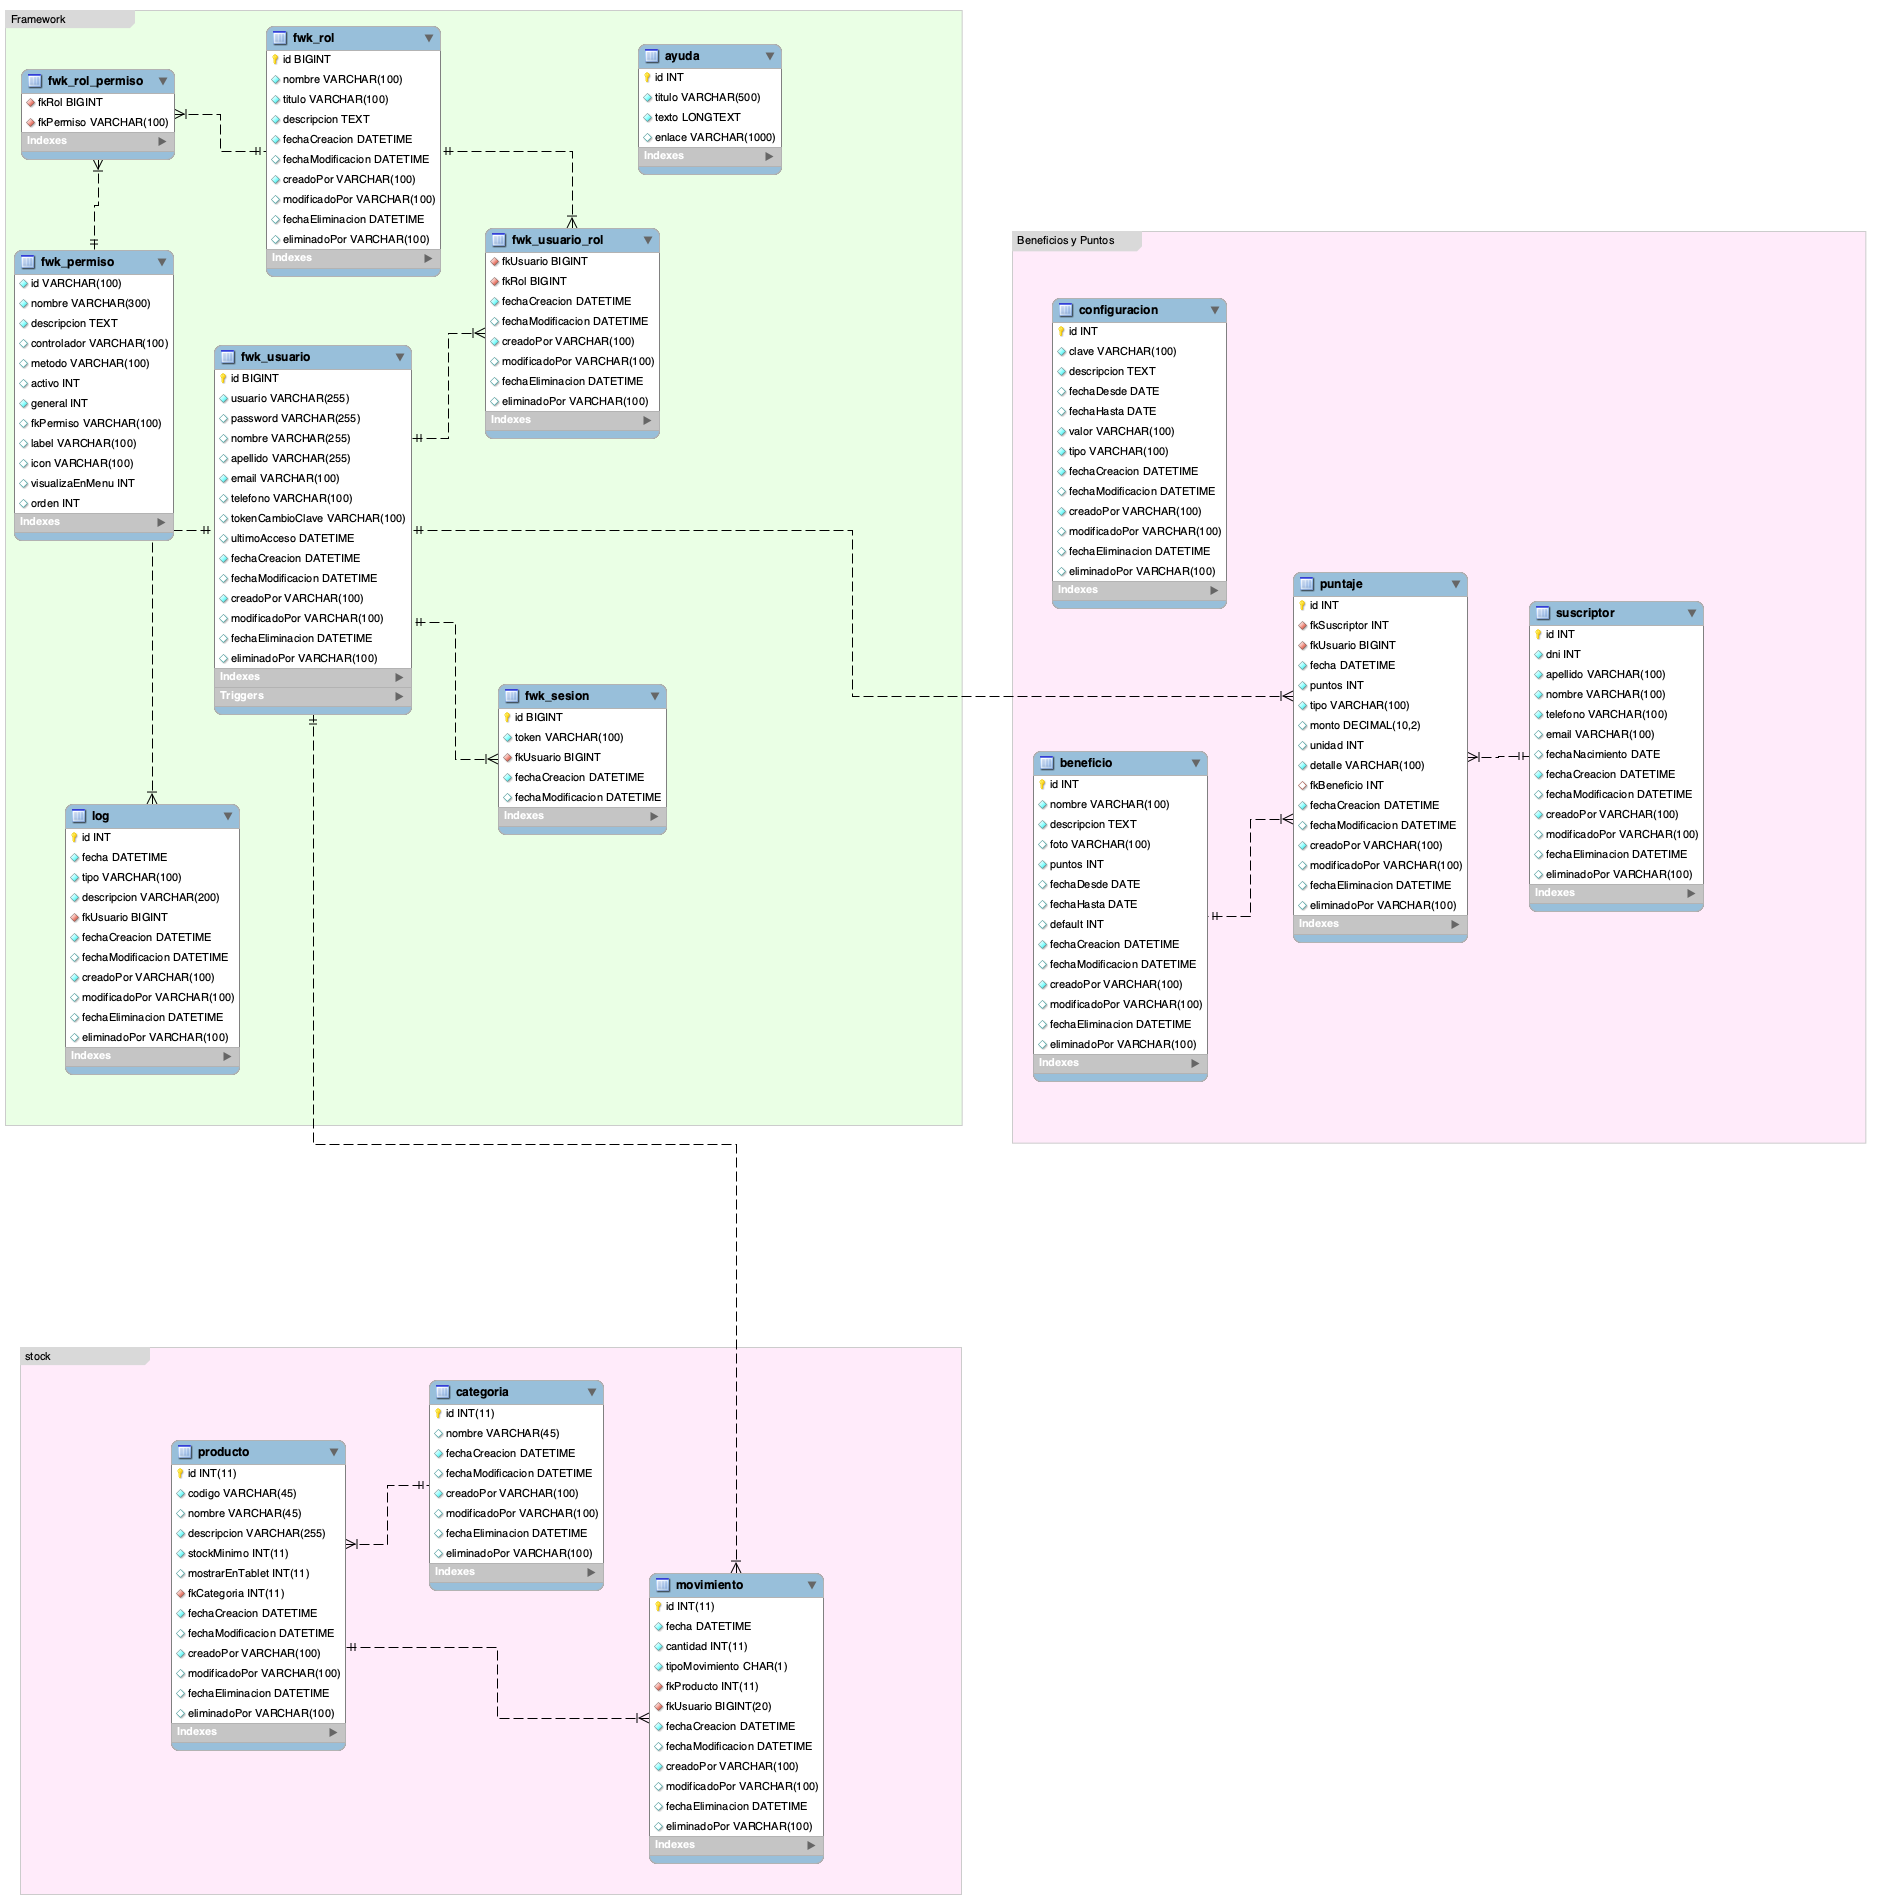 Framework
fwk_rol
id BIGINT
nombre VARCHAR(100)
titulo VARCHAR(100)
descripcion TEXT
fechaCreacion DATETIME
fechaModificacion DATETIME
creadoPor VARCHAR(100)
modificadoPor VARCHAR(100)
fechaEliminacion DATETIME
eliminadoPor VARCHAR(100)
Indexes
ayuda
id INT
titulo VARCHAR(500)
texto LONGTEXT
enlace VARCHAR(1000)
Indexes
fwk_rol_permiso
fkRol BIGINT
fkPermiso VARCHAR(100)
Indexes
fwk_usuario_rol
fkUsuario BIGINT
fkRol BIGINT
fechaCreacion DATETIME
fechaModificacion DATETIME
creadoPor VARCHAR(100)
modificadoPor VARCHAR(100)
fechaEliminacion DATETIME
eliminadoPor VARCHAR(100)
Indexes
fwk_permiso
id VARCHAR(100)
nombre VARCHAR(300)
descripcion TEXT
controlador VARCHAR(100)
metodo VARCHAR(100)
activo INT
general INT
fkPermiso VARCHAR(100)
label VARCHAR(100)
icon VARCHAR(100)
visualizaEnMenu INT
orden INT
Indexes
fwk_usuario
id BIGINT
usuario VARCHAR(255)
password VARCHAR(255)
nombre VARCHAR(255)
apellido VARCHAR(255)
email VARCHAR(100)
telefono VARCHAR(100)
tokenCambioClave VARCHAR(100)
ultimoAcceso DATETIME
fechaCreacion DATETIME
fechaModificacion DATETIME
creadoPor VARCHAR(100)
modificadoPor VARCHAR(100)
fechaEliminacion DATETIME
eliminadoPor VARCHAR(100)
Indexes
Triggers
fwk_sesion
id BIGINT
token VARCHAR(100)
fkUsuario BIGINT
fechaCreacion DATETIME
fechaModificacion DATETIME
Indexes
log
id INT
fecha DATETIME
tipo VARCHAR(100)
descripcion VARCHAR(200)
fkUsuario BIGINT
fechaCreacion DATETIME
fechaModificacion DATETIME
creadoPor VARCHAR(100)
modificadoPor VARCHAR(100)
fechaEliminacion DATETIME
eliminadoPor VARCHAR(100)
Indexes
Beneficios y Puntos
configuracion
id INT
clave VARCHAR(100)
descripcion TEXT
fechaDesde DATE
fechaHasta DATE
valor VARCHAR(100)
tipo VARCHAR(100)
fechaCreacion DATETIME
fechaModificacion DATETIME
creadoPor VARCHAR(100)
modificadoPor VARCHAR(100)
fechaEliminacion DATETIME
eliminadoPor VARCHAR(100)
Indexes
puntaje
id INT
fkSuscriptor INT
fkUsuario BIGINT
fecha DATETIME
puntos INT
tipo VARCHAR(100)
monto DECIMAL(10,2)
unidad INT
detalle VARCHAR(100)
fkBeneficio INT
fechaCreacion DATETIME
fechaModificacion DATETIME
creadoPor VARCHAR(100)
modificadoPor VARCHAR(100)
fechaEliminacion DATETIME
eliminadoPor VARCHAR(100)
Indexes
suscriptor
id INT
dni INT
apellido VARCHAR(100)
nombre VARCHAR(100)
telefono VARCHAR(100)
email VARCHAR(100)
fechaNacimiento DATE
fechaCreacion DATETIME
fechaModificacion DATETIME
creadoPor VARCHAR(100)
modificadoPor VARCHAR(100)
fechaEliminacion DATETIME
eliminadoPor VARCHAR(100)
Indexes
beneficio
id INT
nombre VARCHAR(100)
descripcion TEXT
foto VARCHAR(100)
puntos INT
fechaDesde DATE
fechaHasta DATE
default INT
fechaCreacion DATETIME
fechaModificacion DATETIME
creadoPor VARCHAR(100)
modificadoPor VARCHAR(100)
fechaEliminacion DATETIME
eliminadoPor VARCHAR(100)
Indexes
stock
categoria
id INT(11)
nombre VARCHAR(45)
fechaCreacion DATETIME
fechaModificacion DATETIME
creadoPor VARCHAR(100)
modificadoPor VARCHAR(100)
fechaEliminacion DATETIME
eliminadoPor VARCHAR(100)
Indexes
producto
id INT(11)
codigo VARCHAR(45)
nombre VARCHAR(45)
descripcion VARCHAR(255)
stockMinimo INT(11)
mostrarEnTablet INT(11)
fkCategoria INT(11)
fechaCreacion DATETIME
fechaModificacion DATETIME
creadoPor VARCHAR(100)
modificadoPor VARCHAR(100)
fechaEliminacion DATETIME
eliminadoPor VARCHAR(100)
Indexes
movimiento
id INT(11)
fecha DATETIME
cantidad INT(11)
tipoMovimiento CHAR(1)
fkProducto INT(11)
fkUsuario BIGINT(20)
fechaCreacion DATETIME
fechaModificacion DATETIME
creadoPor VARCHAR(100)
modificadoPor VARCHAR(100)
fechaEliminacion DATETIME
eliminadoPor VARCHAR(100)
Indexes